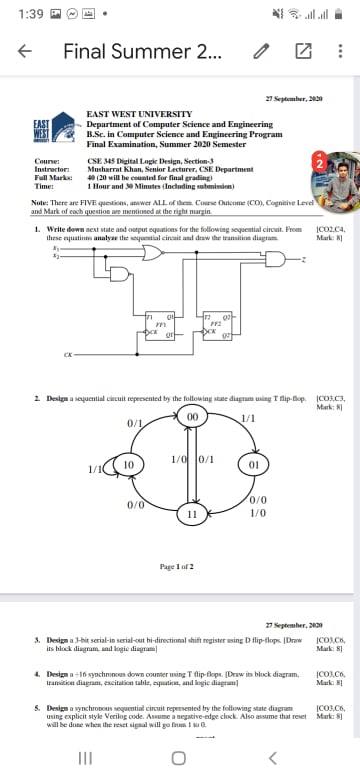 1:39
Final Summer 2...
27 September, 2020
EAST WEST UNIVERSITY
Department of Computer Science and Engineering
B.Sc. in Computer Science and Engineering Program
Final Examination, Summer 2020 Semester
EAST
WEST
Course: CSE 345 Digital Logic Design, Section-3
Instructor: Musharrat Khan, Senior Lecturer, CSE Department
Full Marks: 40 (20 will be counted for final grading)
Time: 1 Hour and 30 Minutes (Including submission)
2
Note: There are FIVE questions, answer ALL of them. Course Outcome (CO), Cognitive Level
and Mark of each question are mentioned at the right margin.
1. Write down next state and output equations for the following sequential circuit. From [CO2,C4,
these equations analyze the sequential circuit and draw the transition diagram. Mark: 8]
z
T1 Q1 T2 Q2
FF1 FF2
CK Q1' CK Q2'
CK
2. Design a sequential circuit represented by the following state diagram using T flip-flop. [CO3,C3,
Mark: 8]
00
0/1 1/1
1/0 0/1
1/1 10 01
0/0 0/0
11 1/0
Page 1 of 2
27 September, 2020
3. Design a 3-bit serial-in serial-out bi-directional shift register using D flip-flops. [Draw [CO3,C6,
its block diagram, and logic diagram] Mark: 8]
4. Design a ÷16 synchronous down counter using T flip-flops. [Draw its block diagram, [CO3,C6,
transition diagram, excitation table, equation, and logic diagram] Mark: 8]
5. Design a synchronous sequential circuit represented by the following state diagram [CO3,C6,
using explicit style Verilog code. Assume a negative-edge clock. Also assume that reset Mark: 8]
will be done when the reset signal will go from 1 to 0.